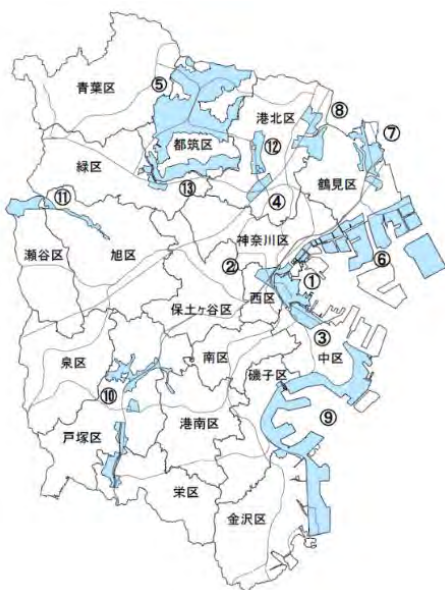 青葉区
⑤
港北区
⑧
⑦
都筑区
⑫
緑区
⑬
④
鶴見区
⑪
神奈川区
瀬谷区
旭区
②
⑥
西区
①
保土ヶ谷区
③
泉区
南区
中区
⑩
磯子区
港南区
⑨
戸塚区
栄区
金沢区